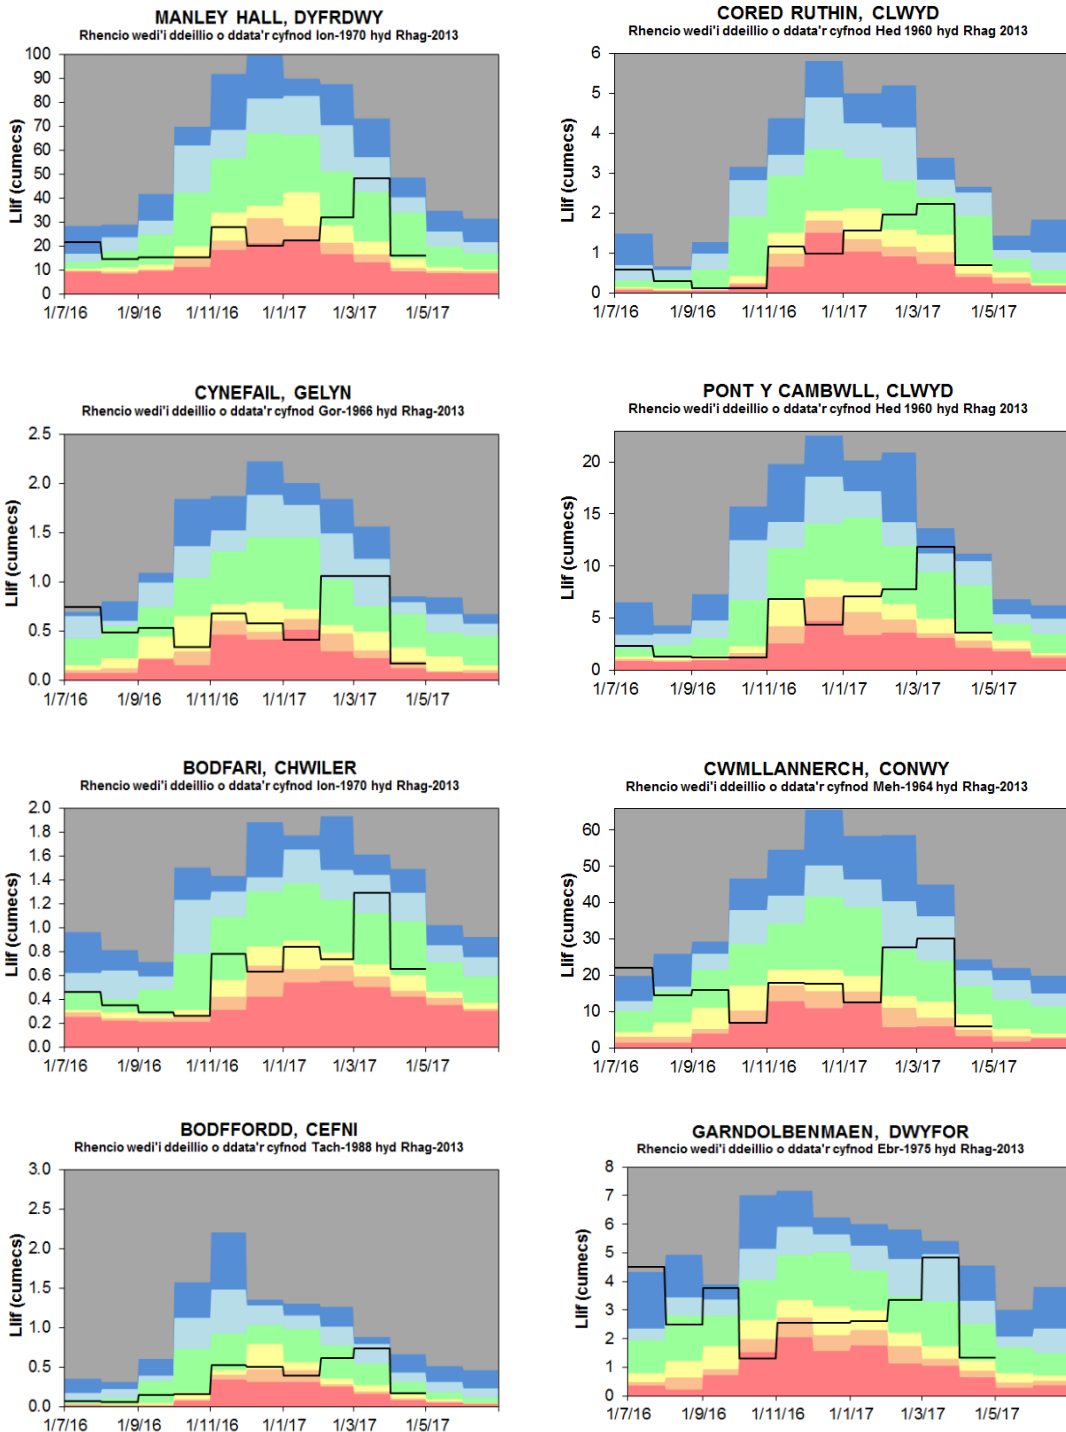 MANLEY HALL, DYFRDWY
Rhencio wedi'i ddeillio o ddata'r cyfnod Ion-1970 hyd Rhag-2013
Llif (cumecs)
100
90
80
70
60
50
40
30
20
10
0
1/7/16 1/9/16 1/11/16 1/1/17 1/3/17 1/5/17
CORED RUTHIN, CLWYD
Rhencio wedi'i ddeillio o ddata'r cyfnod Hed 1960 hyd Rhag 2013
Llif (cumecs)
6
5
4
3
2
1
0
1/7/16 1/9/16 1/11/16 1/1/17 1/3/17 1/5/17
CYNEFAIL, GELYN
Rhencio wedi'i ddeillio o ddata'r cyfnod Gor-1966 hyd Rhag-2013
Llif (cumecs)
2.5
2.0
1.5
1.0
0.5
0.0
1/7/16 1/9/16 1/11/16 1/1/17 1/3/17 1/5/17
PONT Y CAMBWLL, CLWYD
Rhencio wedi'i ddeillio o ddata'r cyfnod Hed 1960 hyd Rhag 2013
Llif (cumecs)
20
15
10
5
0
1/7/16 1/9/16 1/11/16 1/1/17 1/3/17 1/5/17
BODFARI, CHWILER
Rhencio wedi'i ddeillio o ddata'r cyfnod Ion-1970 hyd Rhag-2013
Llif (cumecs)
2.0
1.8
1.6
1.4
1.2
1.0
0.8
0.6
0.4
0.2
0.0
1/7/16 1/9/16 1/11/16 1/1/17 1/3/17 1/5/17
CWMLLANNERCH, CONWY
Rhencio wedi'i ddeillio o ddata'r cyfnod Meh-1964 hyd Rhag-2013
Llif (cumecs)
60
50
40
30
20
10
0
1/7/16 1/9/16 1/11/16 1/1/17 1/3/17 1/5/17
BODFFORDD, CEFNI
Rhencio wedi'i ddeillio o ddata'r cyfnod Tach-1988 hyd Rhag-2013
Llif (cumecs)
3.0
2.5
2.0
1.5
1.0
0.5
0.0
1/7/16 1/9/16 1/11/16 1/1/17 1/3/17 1/5/17
GARNDOLBENMAEN, DWYFOR
Rhencio wedi'i ddeillio o ddata'r cyfnod Ebr-1975 hyd Rhag-2013
Llif (cumecs)
8
7
6
5
4
3
2
1
0
1/7/16 1/9/16 1/11/16 1/1/17 1/3/17 1/5/17